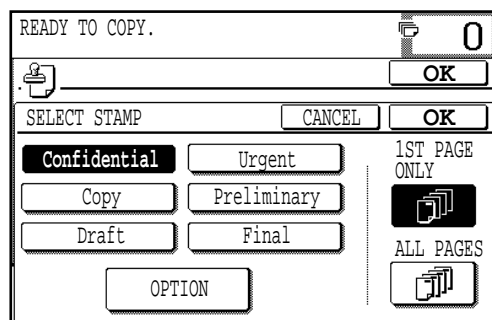 READY TO COPY.
0
OK
SELECT STAMP
CANCEL
OK
Confidential
Urgent
1ST PAGE
ONLY
Copy
Preliminary
Draft
Final
ALL PAGES
OPTION